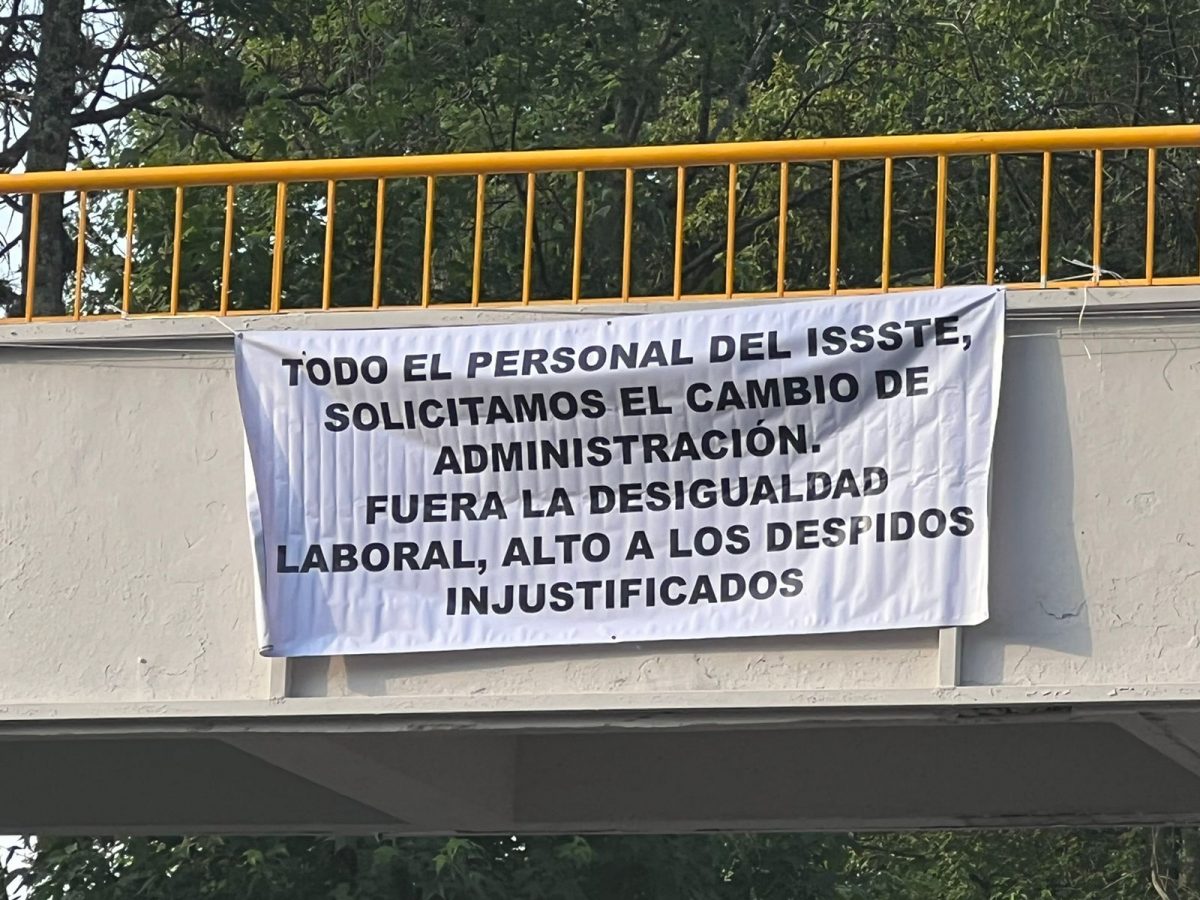 TODO EL PERSONAL DEL ISSSTE,
SOLICITAMOS EL CAMBIO DE
ADMINISTRACIÓN.
FUERA LA DESIGUALDAD
LABORAL, ALTO A LOS DESPIDOS
INJUSTIFICADOS